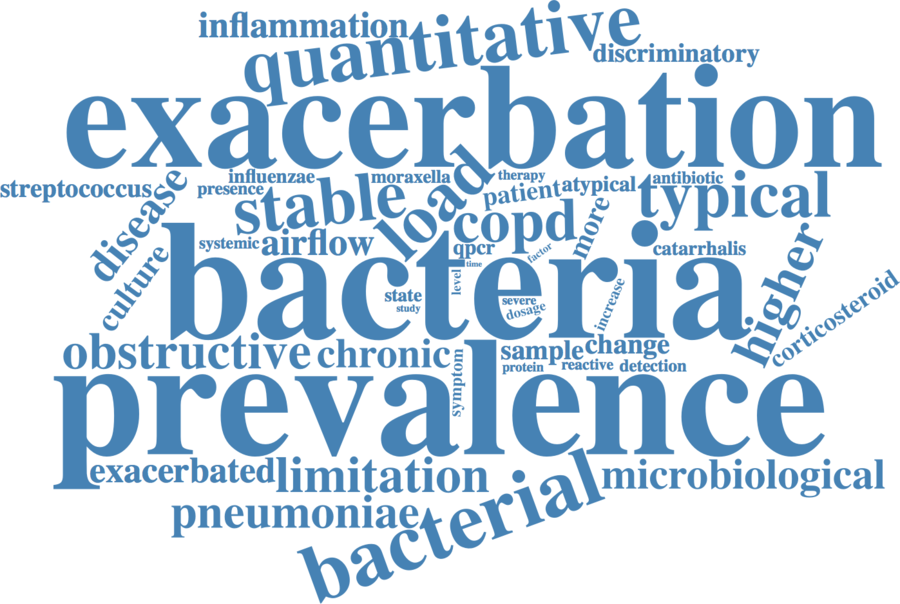 inflammation
quantitative
discriminatory
exacerbation
streptococcus
presence
influenzae
moraxella
therapy
antibiotic
patient
atypical
typical
disease
stable
load
copd
more
systemic
airflow
qpcr
factor
catarrhalis
time
culture
bacteria
level
state
study
severe
dosage
increase
higher
corticosteroid
obstructive
chronic
symptom
sample
change
protein
reactive
detection
prevalence
exacerbated
limitation
microbiological
pneumoniae
bacterial